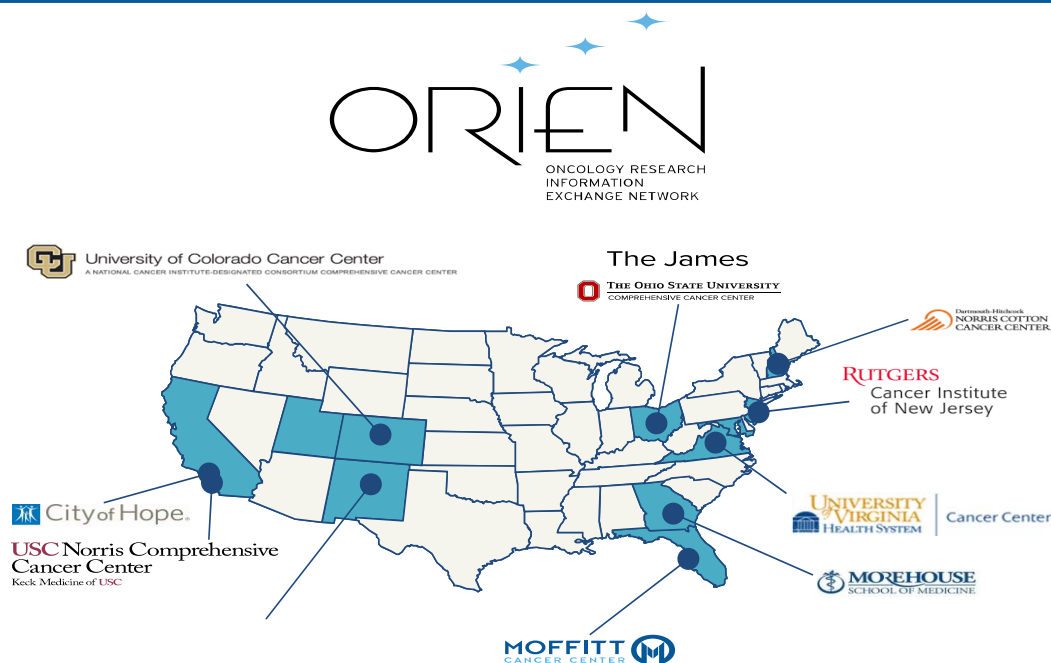 ORIEN
ONCOLOGY RESEARCH
INFORMATION
EXCHANGE NETWORK
University of Colorado Cancer Center
A NATIONAL CANCER INSTITUTE-DESIGNATED CONSORTIUM COMPREHENSIVE CANCER CENTER
The James
THE OHIO STATE UNIVERSITY
COMPREHENSIVE CANCER CENTER
Dartmouth-Hitchcock
NORRIS COTTON
CANCER CENTER
RUTGERS
Cancer Institute
of New Jersey
City of Hope®
USC Norris Comprehensive
Cancer Center
Keck Medicine of USC
UNIVERSITY
of VIRGINIA
HEALTH SYSTEM
Cancer Center
MOREHOUSE
SCHOOL OF MEDICINE
MOFFITT
CANCER CENTER